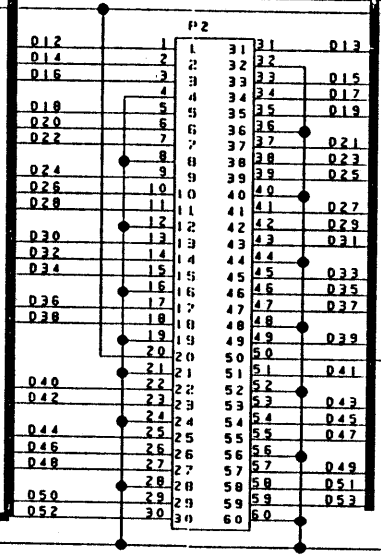 P2
D12 1 1 31 31 D13
D14 2 2 32 32
D16 3 3 33 33 D15
4 4 34 34 D17
D18 5 5 35 35 D19
D20 6 6 36 36
D22 7 7 37 37 D21
8 8 38 38 D23
D24 9 9 39 39 D25
D26 10 10 40 40
D28 11 11 41 41 D27
12 12 42 42 D29
D30 13 13 43 43 D31
D32 14 14 44 44
D34 15 15 45 45 D33
16 16 46 46 D35
D36 17 17 47 47 D37
D38 18 18 48 48
19 19 49 49 D39
20 20 50 50
21 21 51 51 D41
D40 22 22 52 52
D42 23 23 53 53 D43
24 24 54 54 D45
D44 25 25 55 55 D47
D46 26 26 56 56
D48 27 27 57 57 D49
28 28 58 58 D51
D50 29 29 59 59 D53
D52 30 30 60 60